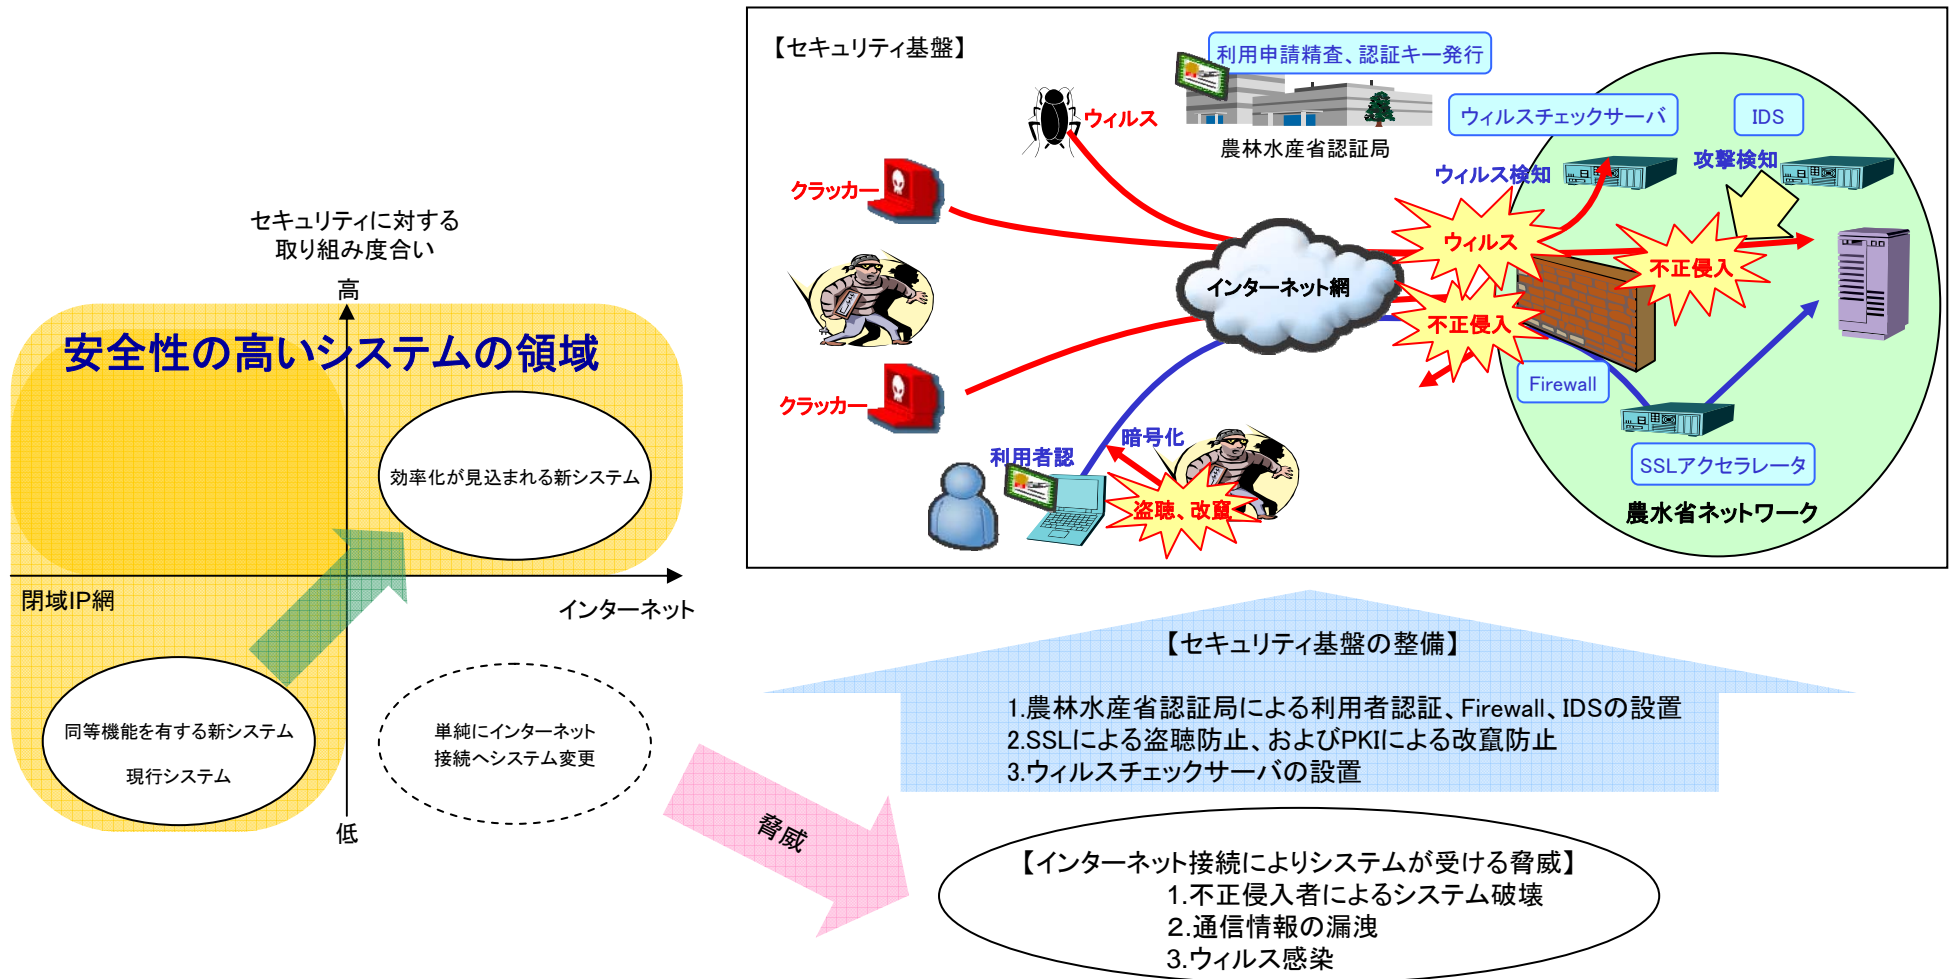 【セキュリティ基盤】
利用申請精査、認証キー発行
農林水産省認証局
ウィルス
クラッカー
クラッカー
ウィルスチェックサーバ
IDS
ウィルス検知
攻撃検知
ウィルス
不正侵入
インターネット網
不正侵入
Firewall
SSLアクセラレータ
農水省ネットワーク
暗号化
利用者認
盗聴、改竄
セキュリティに対する
取り組み度合い
高
安全性の高いシステムの領域
効率化が見込まれる新システム
閉域IP網
インターネット
同等機能を有する新システム
現行システム
単純にインターネット
接続へシステム変更
低
脅威
【セキュリティ基盤の整備】
1.農林水産省認証局による利用者認証、Firewall、IDSの設置
2.SSLによる盗聴防止、およびPKIによる改竄防止
3.ウィルスチェックサーバの設置
【インターネット接続によりシステムが受ける脅威】
1.不正侵入者によるシステム破壊
２.通信情報の漏洩
3.ウィルス感染